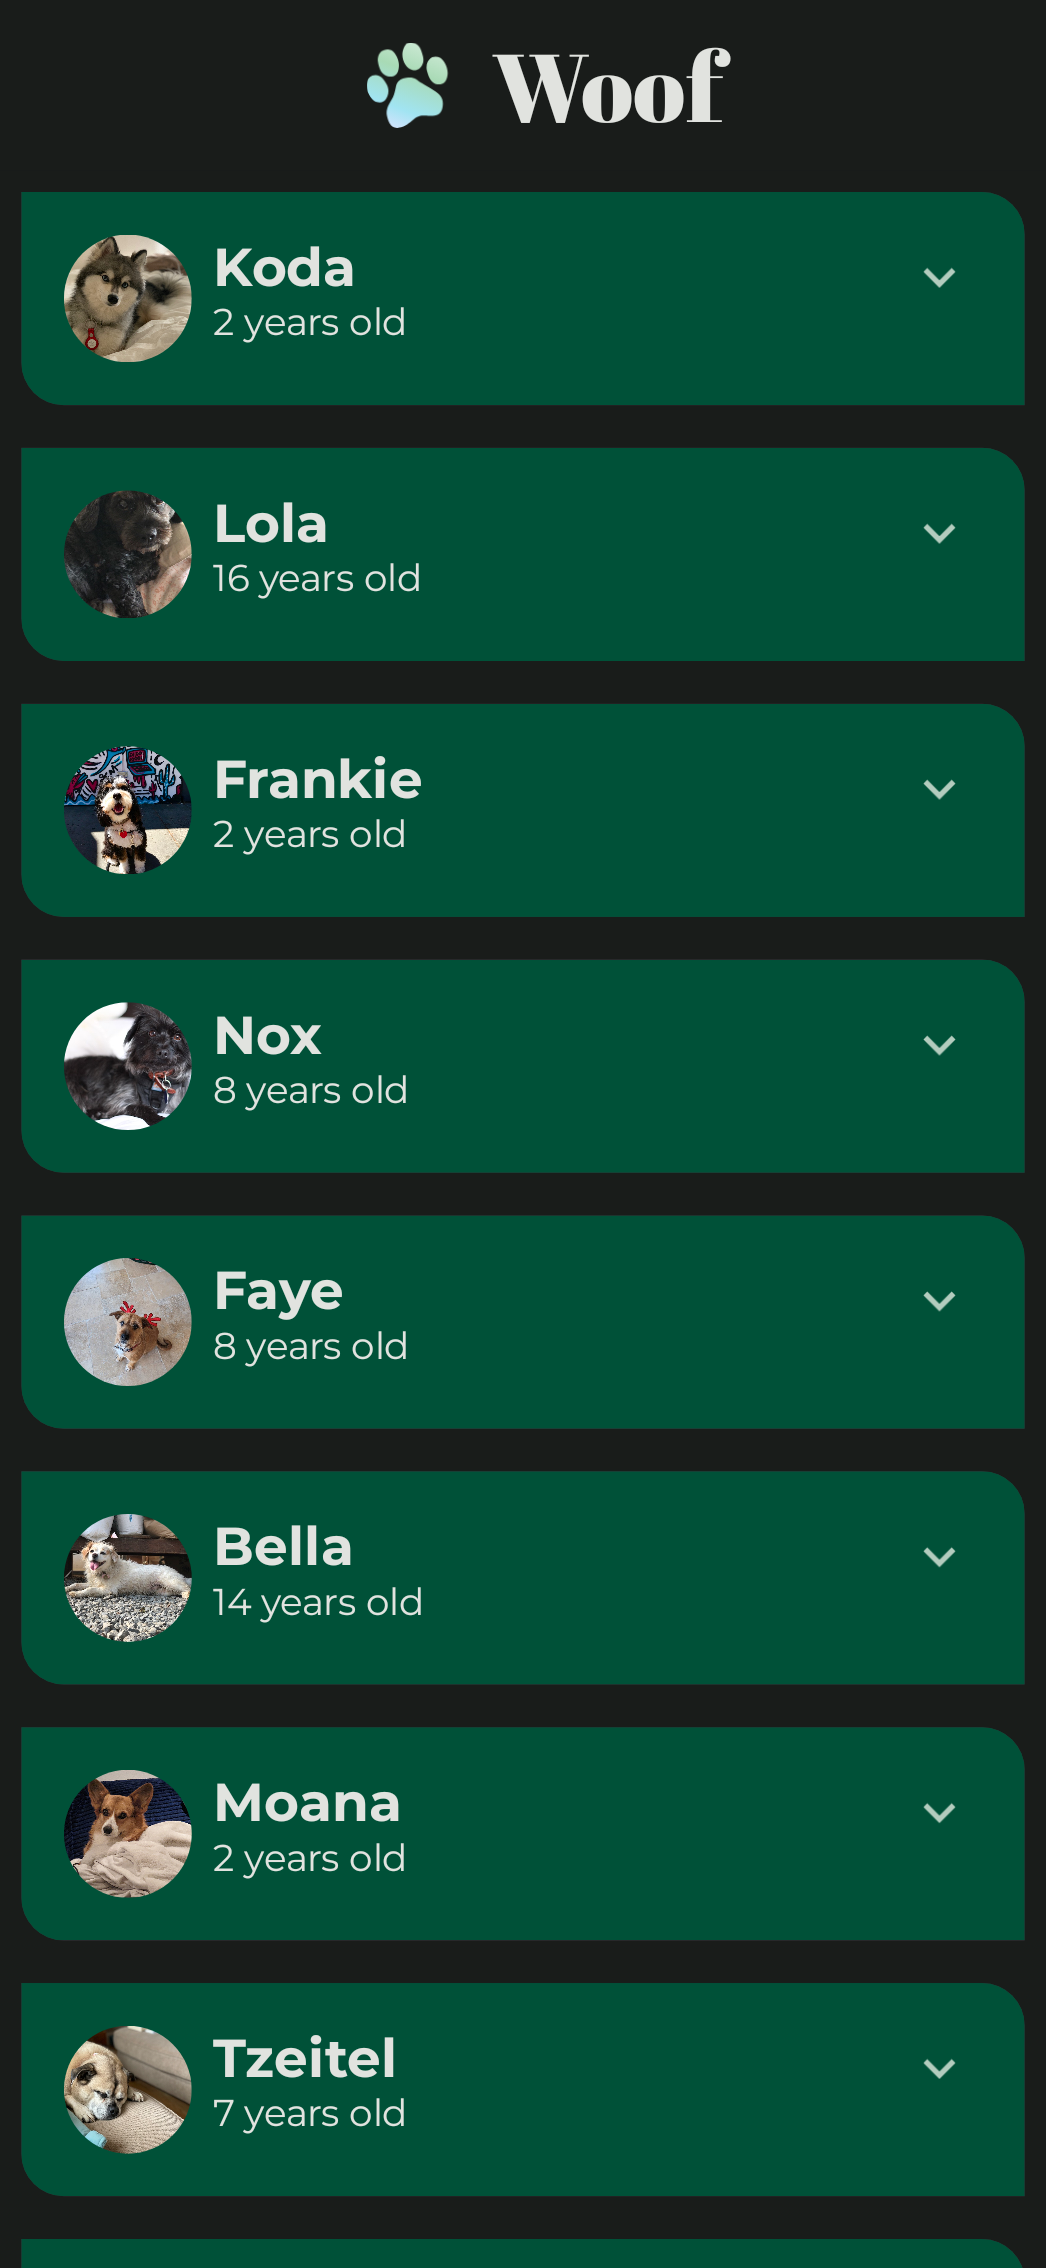 Woof
Koda
2 years old
Lola
16 years old
Frankie
2 years old
Nox
8 years old
Faye
8 years old
Bella
14 years old
Moana
2 years old
Tzeitel
7 years old